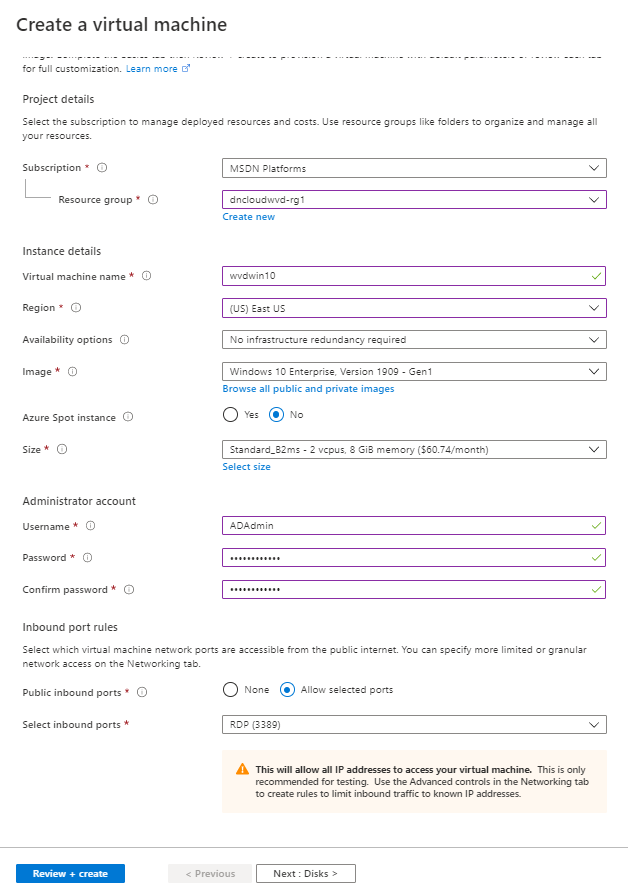 Create a virtual machine
for full customization. Learn more
Project details
Select the subscription to manage deployed resources and costs. Use resource groups like folders to organize and manage all
your resources.
Subscription *
MSDN Platforms
Resource group *
dncloudwvd-rg1
Create new
Instance details
Virtual machine name *
wvdwin10
Region *
(US) East US
Availability options
No infrastructure redundancy required
Image *
Windows 10 Enterprise, Version 1909 - Gen1
Browse all public and private images
Azure Spot instance
Yes No
Size *
Standard_B2ms - 2 vcpus, 8 GiB memory ($60.74/month)
Select size
Administrator account
Username *
ADAdmin
Password *
••••••••••••
Confirm password *
••••••••••••
Inbound port rules
Select which virtual machine network ports are accessible from the public internet. You can specify more limited or granular
network access on the Networking tab.
Public inbound ports *
None Allow selected ports
Select inbound ports *
RDP (3389)
This will allow all IP addresses to access your virtual machine. This is only
recommended for testing. Use the Advanced controls in the Networking tab
to create rules to limit inbound traffic to known IP addresses.
Review + create
< Previous
Next : Disks >